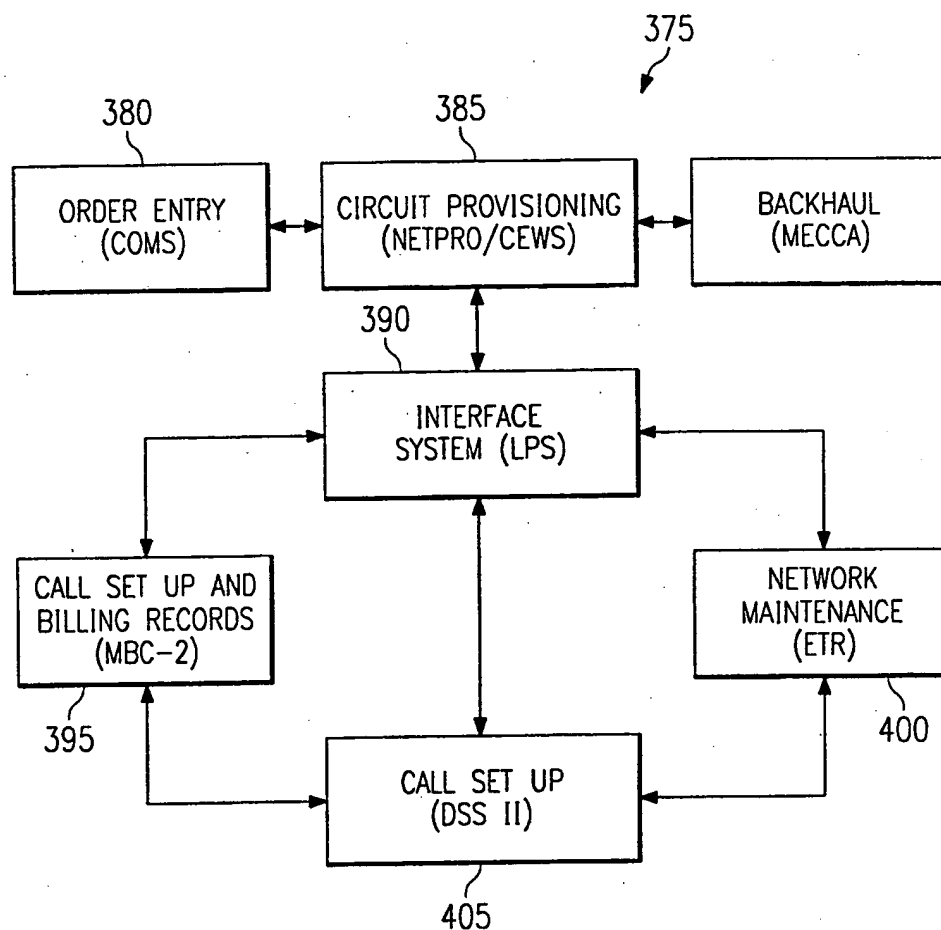 375
380
385
ORDER ENTRY
(COMS)
CIRCUIT PROVISIONING
(NETPRO/CEWS)
BACKHAUL
(MECCA)
390
INTERFACE
SYSTEM (LPS)
CALL SET UP AND
BILLING RECORDS
(MBC-2)
NETWORK
MAINTENANCE
(ETR)
395
400
CALL SET UP
(DSS II)
405